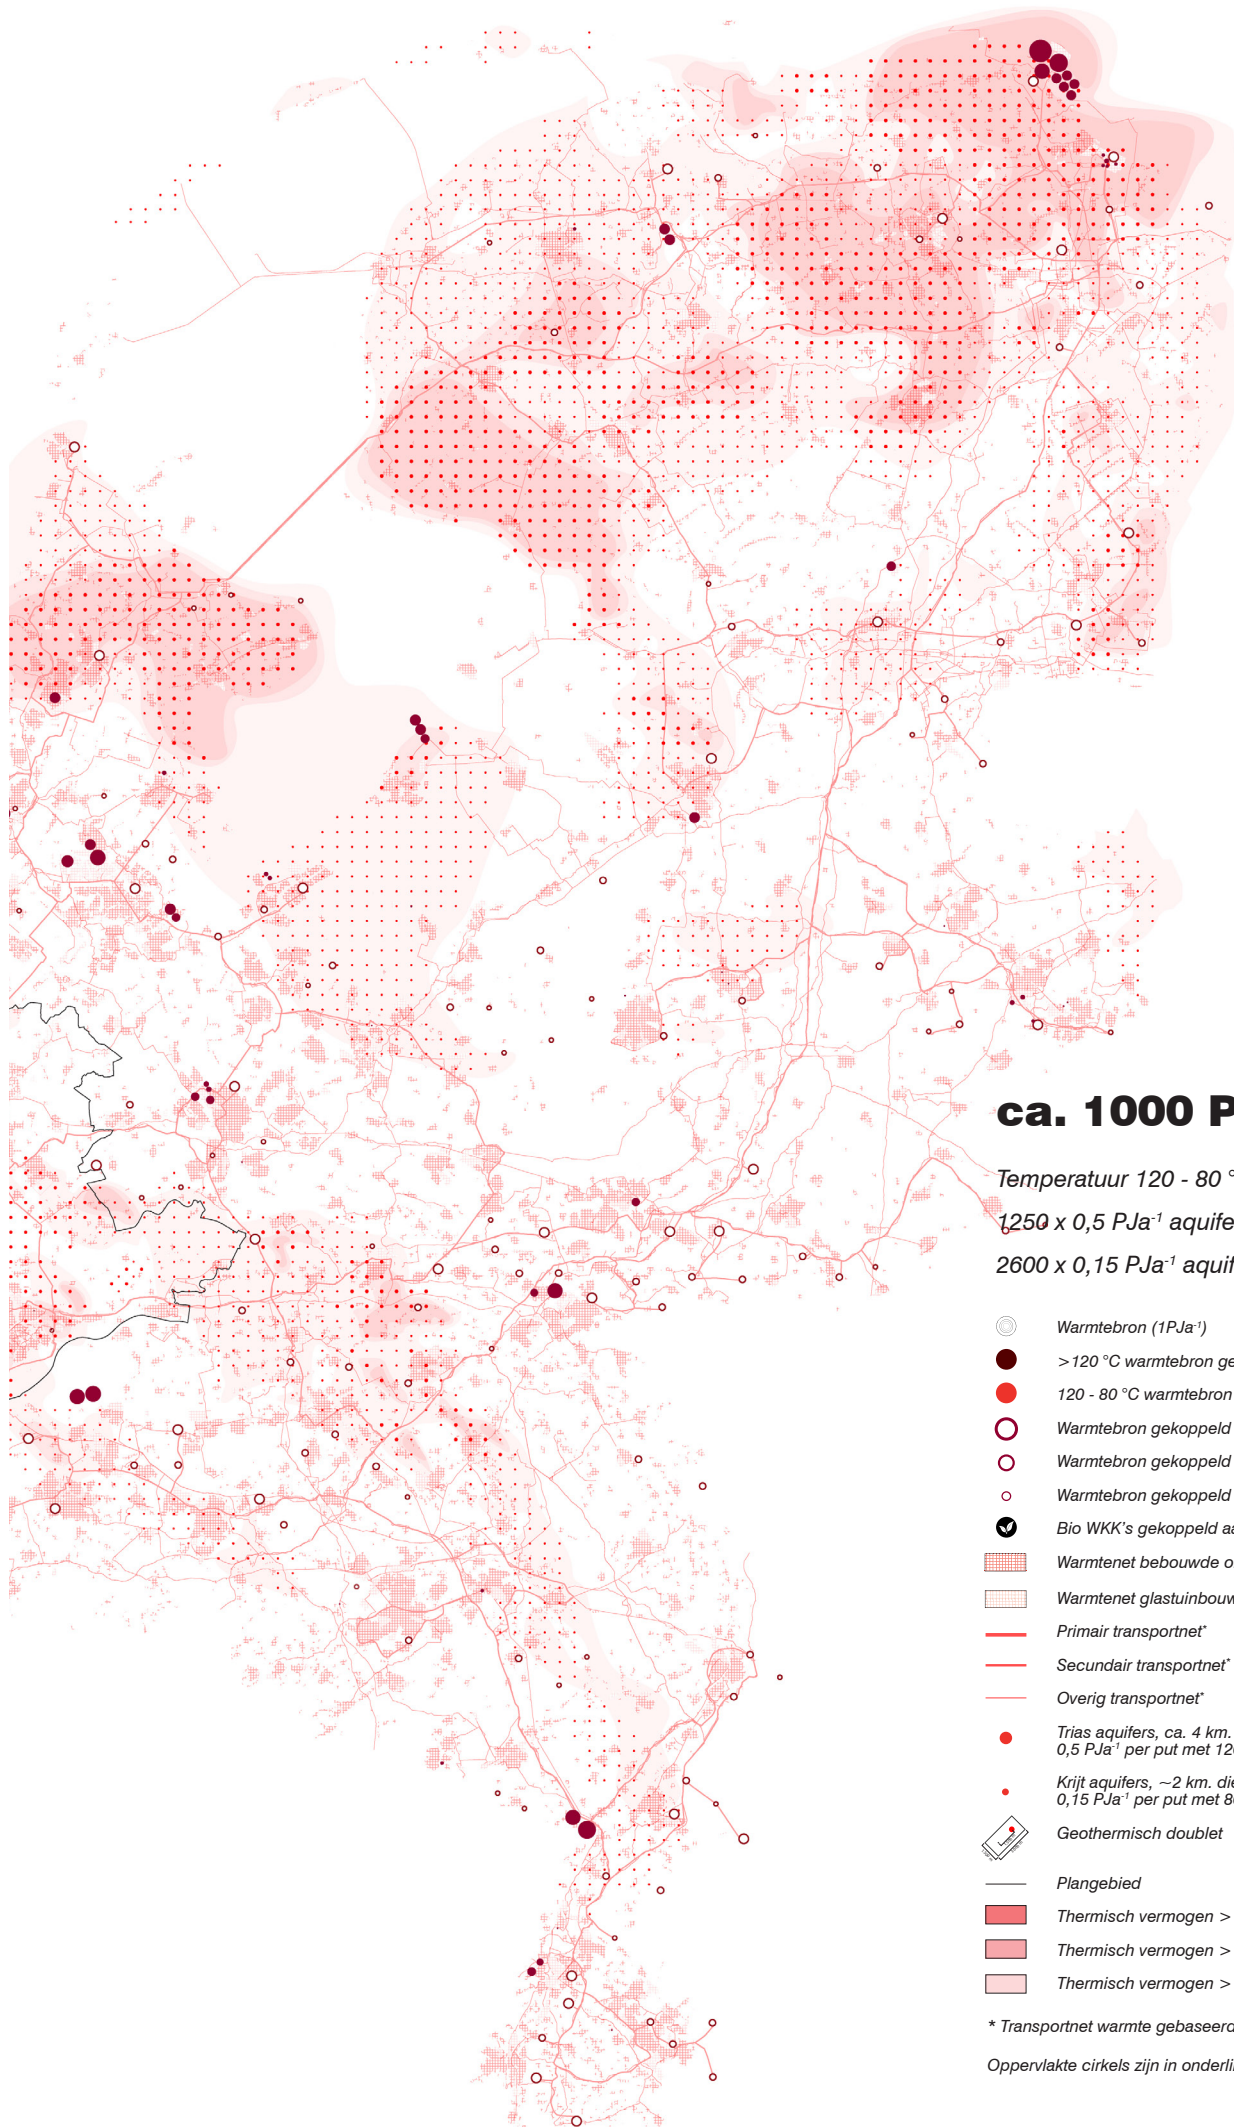 ca. 1000 P
Temperatuur 120 - 80 °
1250 x 0,5 PJa-1 aquife
2600 x 0,15 PJa-1 aquif
Warmtebron (1PJa-1)
>120 °C warmtebron ge
120 - 80 °C warmtebron
Warmtebron gekoppeld
Warmtebron gekoppeld
Warmtebron gekoppeld
Bio WKK's gekoppeld aa
Warmtenet bebouwde o
Warmtenet glastuinbouw
Primair transportnet*
Secundair transportnet*
Overig transportnet*
Trias aquifers, ca. 4 km.
0,5 PJa-1 per put met 12
Krijt aquifers, ~2 km. die
0,15 PJa-1 per put met 8
Geothermisch doublet
Plangebied
Thermisch vermogen >
Thermisch vermogen >
Thermisch vermogen >
* Transportnet warmte gebaseerd
Oppervlakte cirkels zijn in onderli